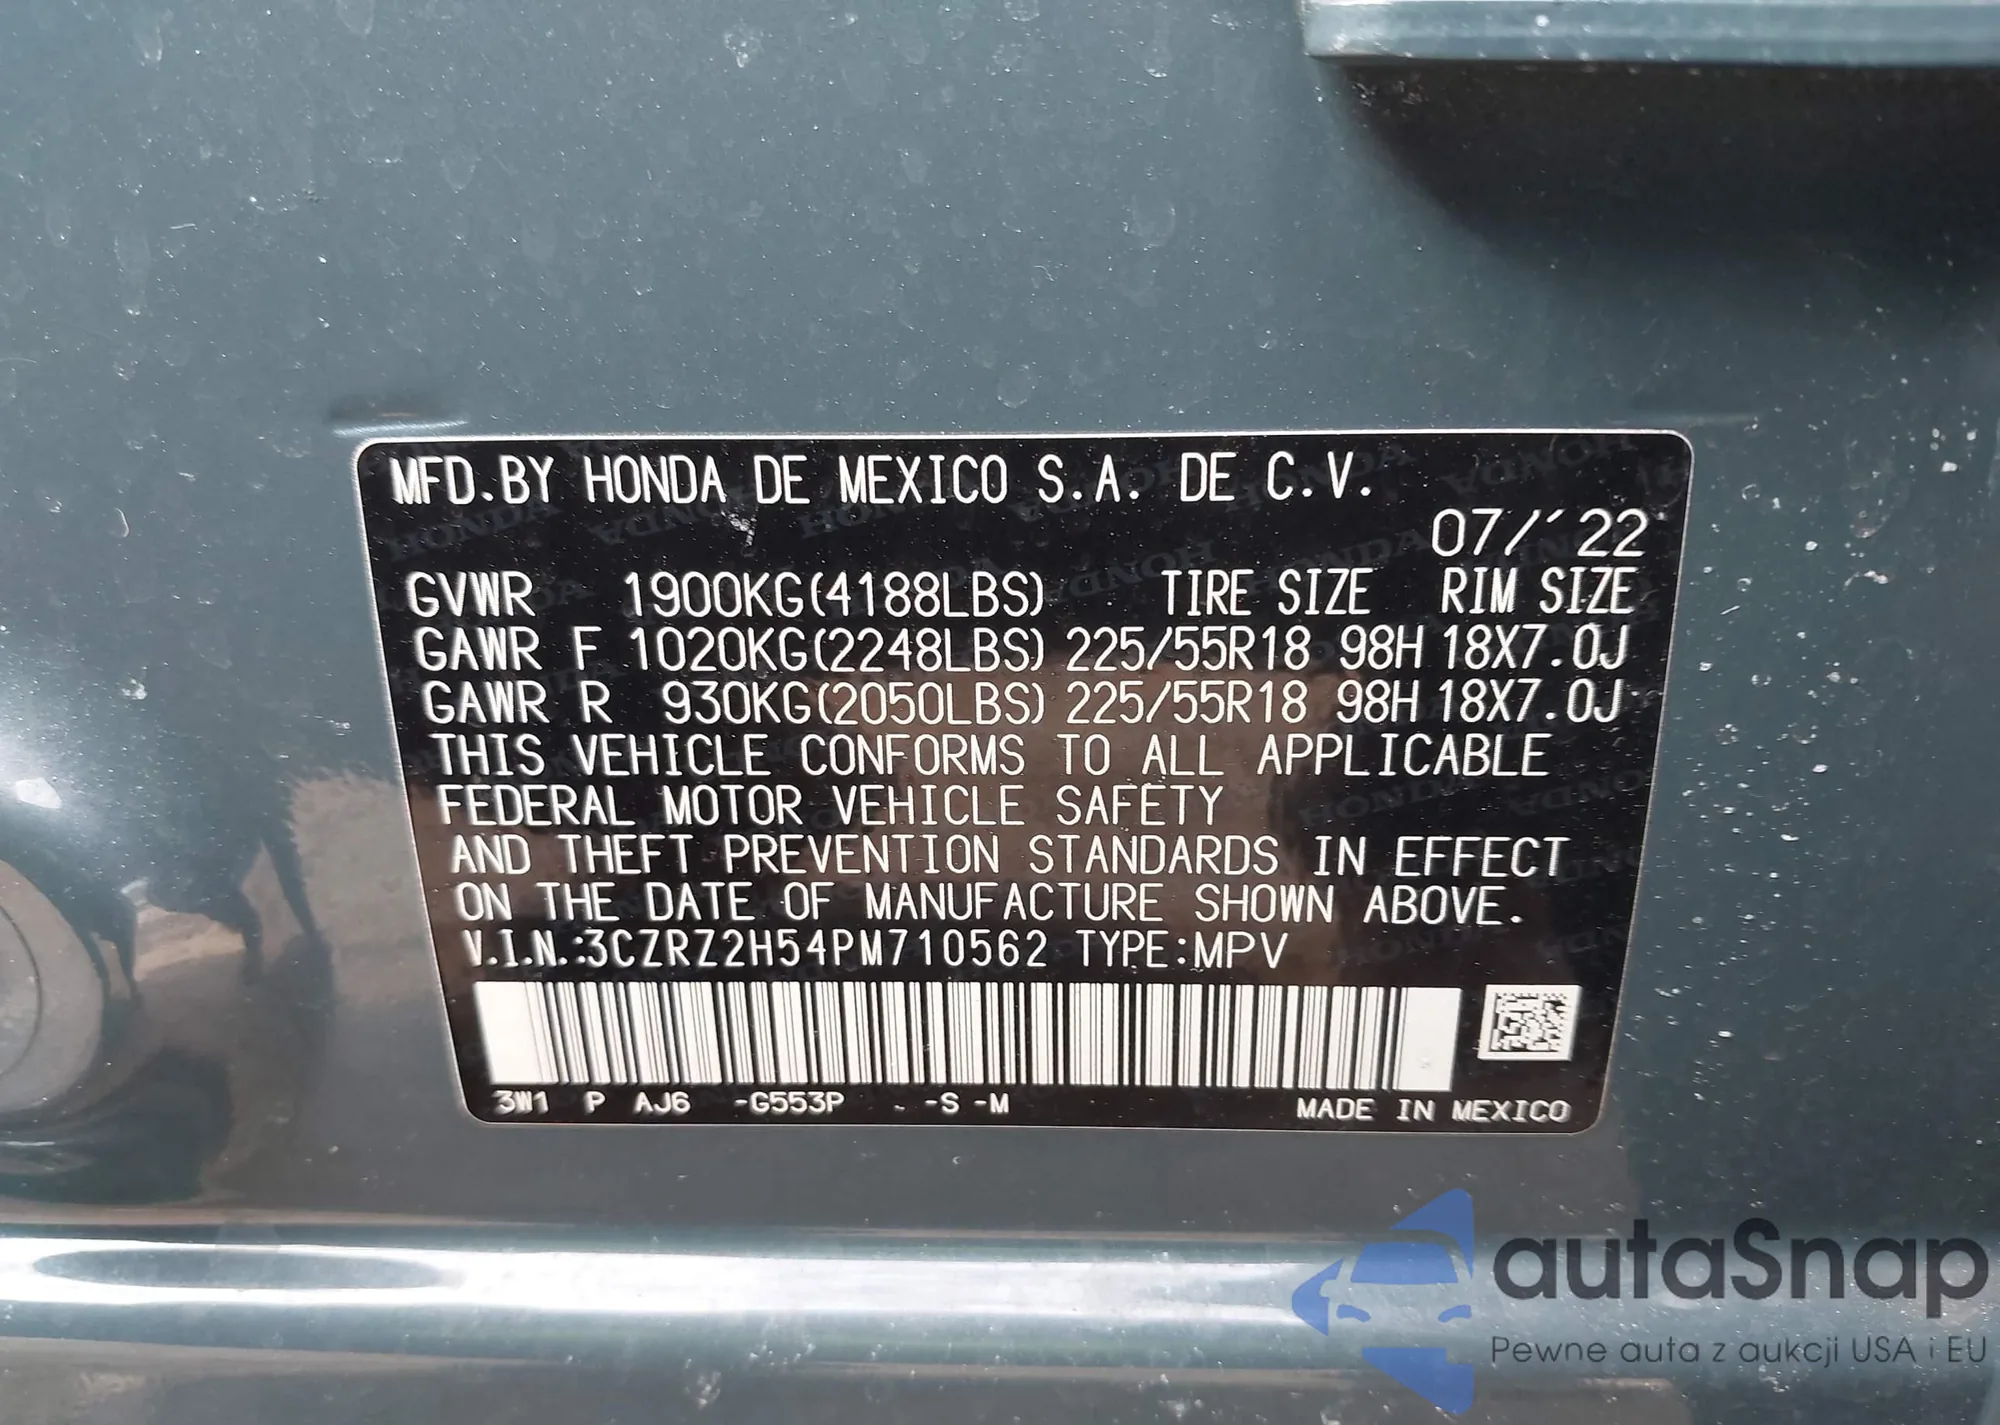 MFD.BY HONDA DE MEXICO S.A. DE C.V.
07/´22
GVWR 1900KG(4188LBS) TIRE SIZE RIM SIZE
GAWR F 1020KG(2248LBS) 225/55R18 98H 18X7.0J
GAWR R 930KG(2050LBS) 225/55R18 98H 18X7.0J
THIS VEHICLE CONFORMS TO ALL APPLICABLE
FEDERAL MOTOR VEHICLE SAFETY
AND THEFT PREVENTION STANDARDS IN EFFECT
ON THE DATE OF MANUFACTURE SHOWN ABOVE.
V.I.N.:3CZRZ2H54PM710562 TYPE:MPV
3W1 P AJ6 -G553P -S -M MADE IN MEXICO
autaSnap
Pewne auta z aukcji USA i EU